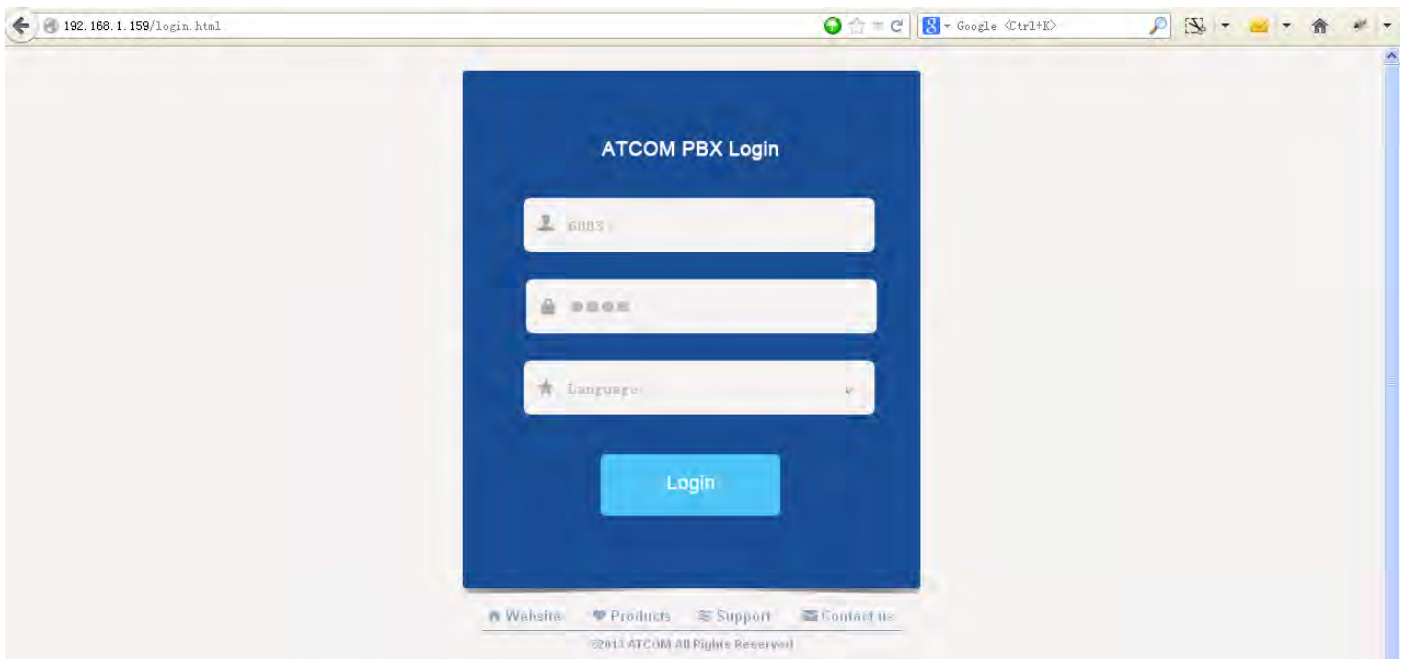 192.168.1.159/login.html
Google <Ctrl+K>
ATCOM PBX Login
6003
Language
Login
Website Products Support Contact us
©2013 ATCOM All Rights Reserved